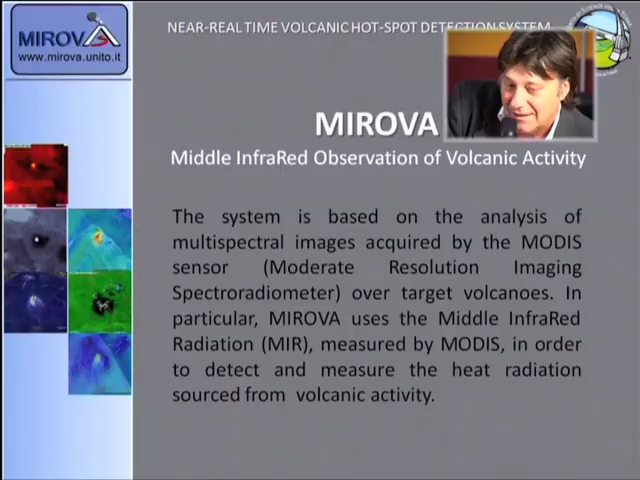 MIROVA
www.mirova.unito.it
NEAR-REAL TIME VOLCANIC HOT-SPOT DETECTION SYSTEM
MIROVA
Middle InfraRed Observation of Volcanic Activity
The system is based on the analysis of
multispectral images acquired by the MODIS
sensor (Moderate Resolution Imaging
Spectroradiometer) over target volcanoes. In
particular, MIROVA uses the Middle InfraRed
Radiation (MIR), measured by MODIS, in order
to detect and measure the heat radiation
sourced from volcanic activity.